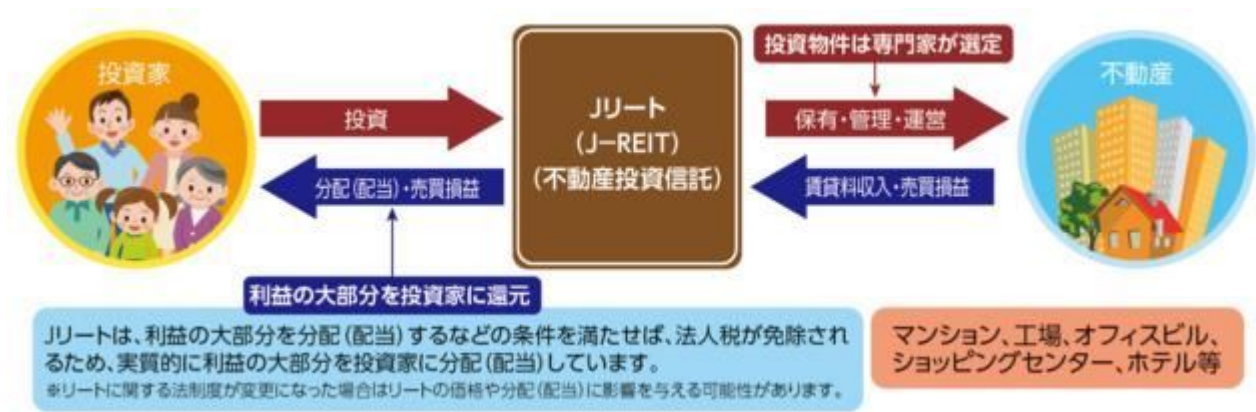 投資家
投資
分配(配当)・売買損益
利益の大部分を投資家に還元
Jリート
(J-REIT)
(不動産投資信託)
投資物件は専門家が選定
保有・管理・運営
賃貸料収入・売買損益
不動産
Jリートは、利益の大部分を分配(配当)するなどの条件を満たせば、法人税が免除され
るため、実質的に利益の大部分を投資家に分配(配当)しています。
※リートに関する法制度が変更になった場合はリートの価格や分配(配当)に影響を与える可能性があります。
マンション、工場、オフィスビル、
ショッピングセンター、ホテル等